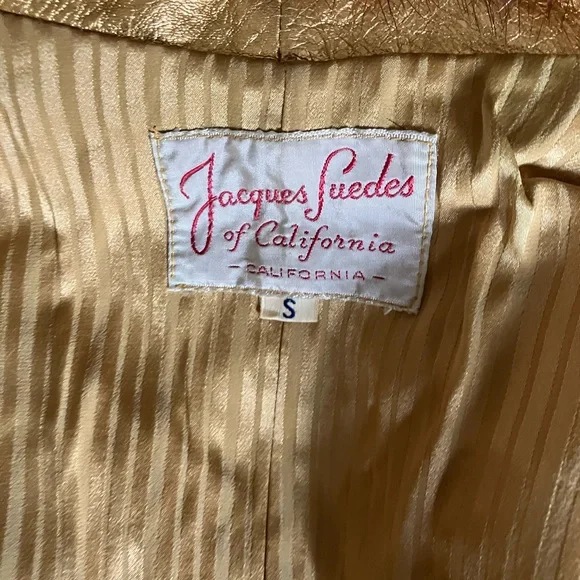 Jacques Suedes
of California
- CALIFORNIA -
S